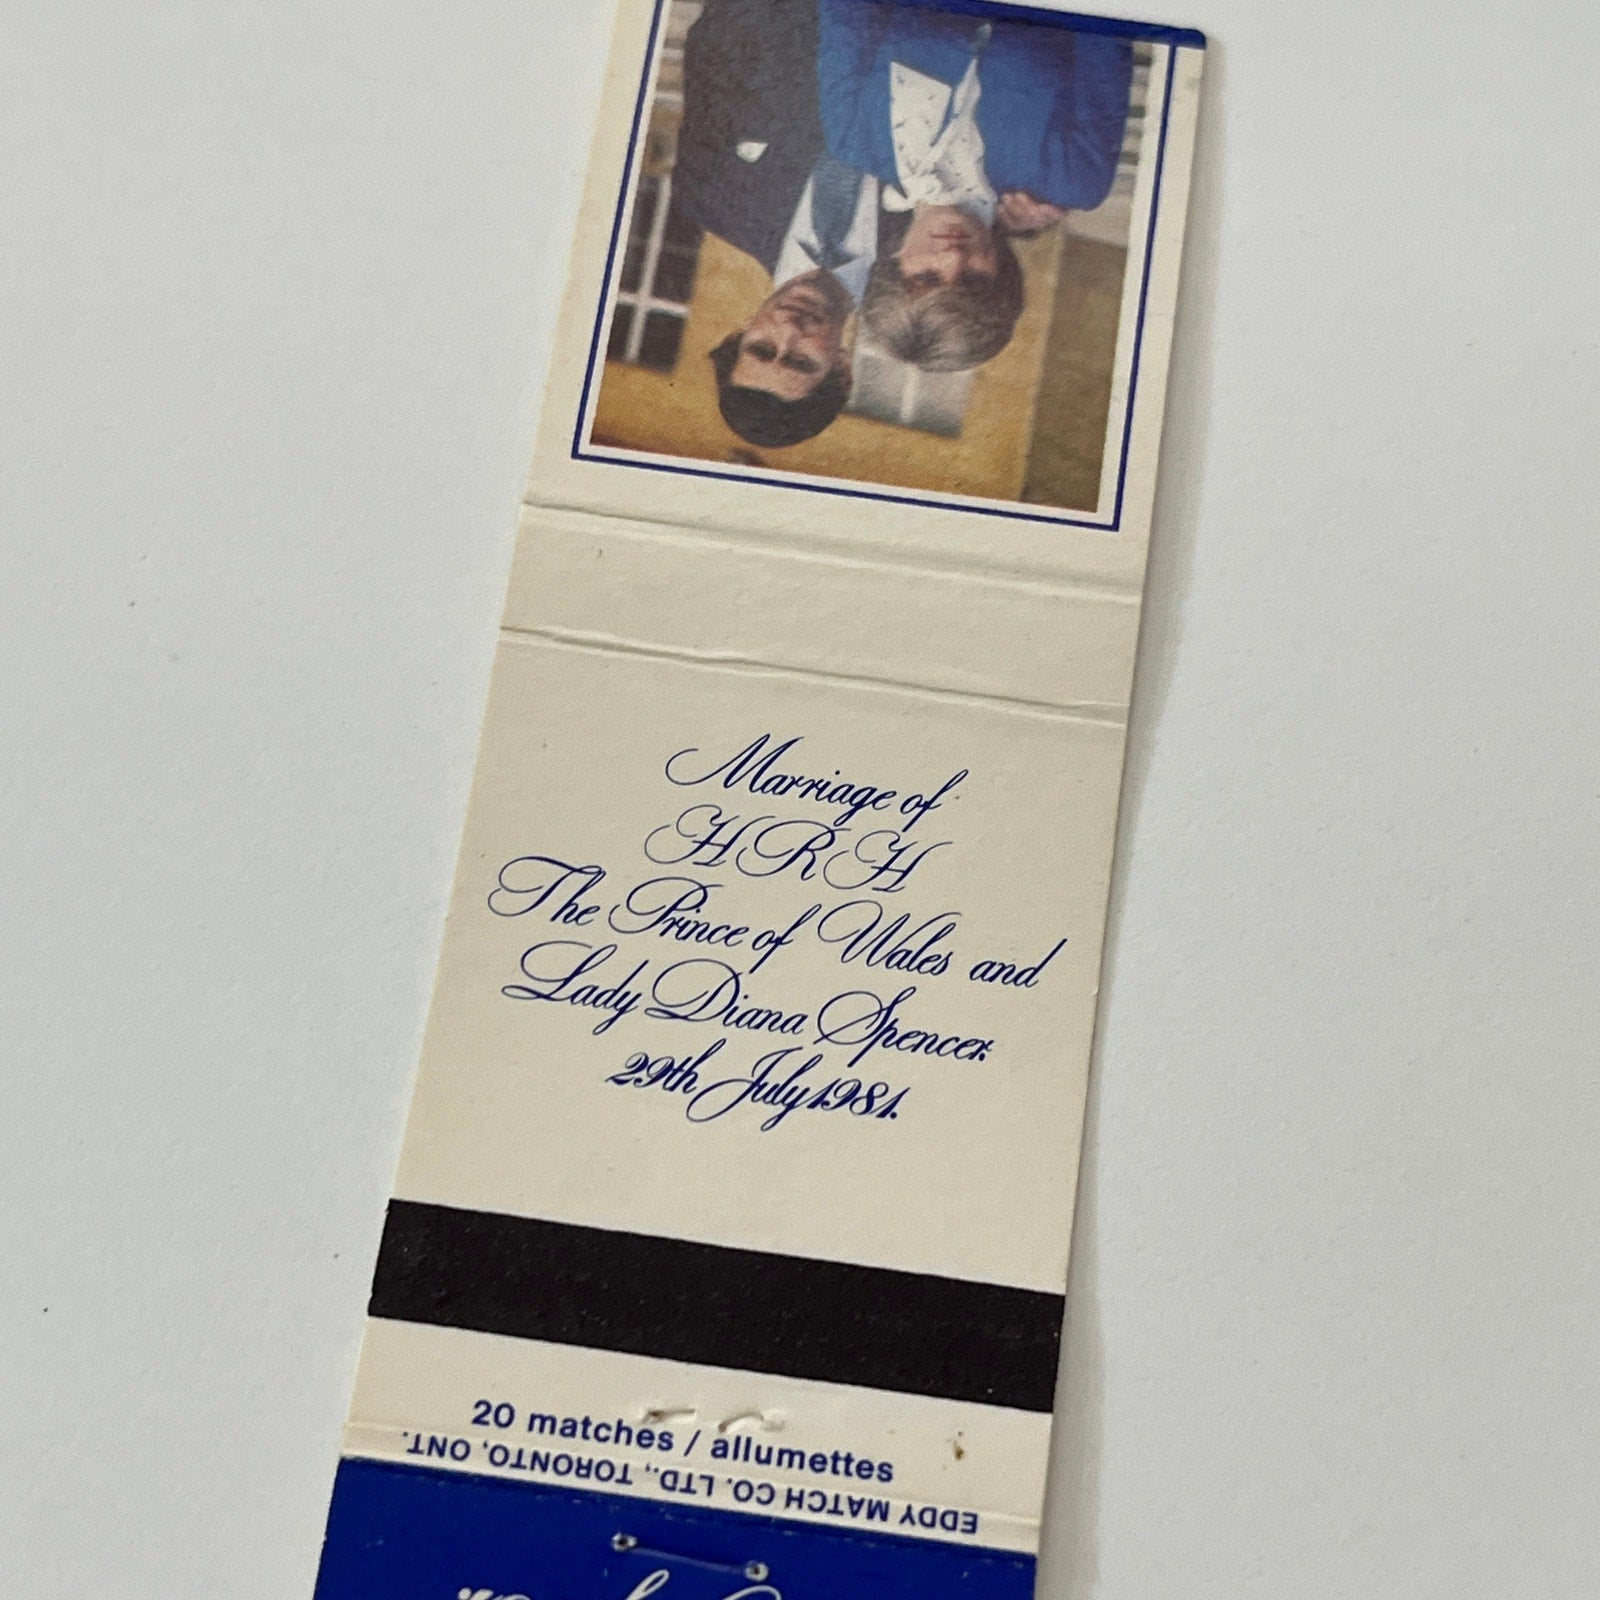 Marriage of
HRH
The Prince of Wales and
Lady Diana Spencer.
29th July 1981.
20 matches / allumettes
EDDY MATCH CO. LTD., TORONTO, ONT.